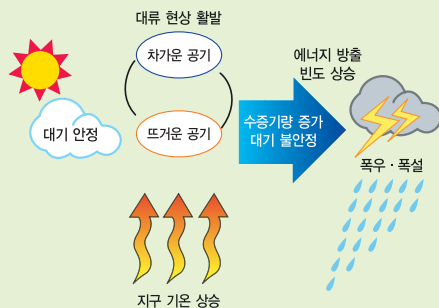 대류 현상 활발
차가운 공기
뜨거운 공기
대기 안정
지구 기온 상승
수증기량 증가
대기 불안정
에너지 방출
빈도 상승
폭우 · 폭설